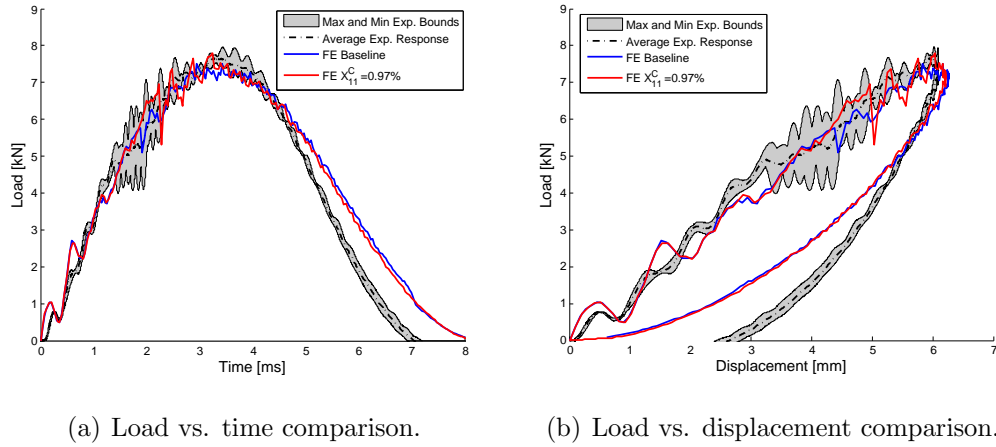 Max and Min Exp. Bounds
Average Exp. Response
FE Baseline
FE X_11^C =0.97%
9
8
7
6
5
4
3
2
1
0
Load [kN]
0 1 2 3 4 5 6 7 8
Time [ms]
(a) Load vs. time comparison.
Max and Min Exp. Bounds
Average Exp. Response
FE Baseline
FE X_11^C =0.97%
9
8
7
6
5
4
3
2
1
0
Load [kN]
0 1 2 3 4 5 6 7
Displacement [mm]
(b) Load vs. displacement comparison.